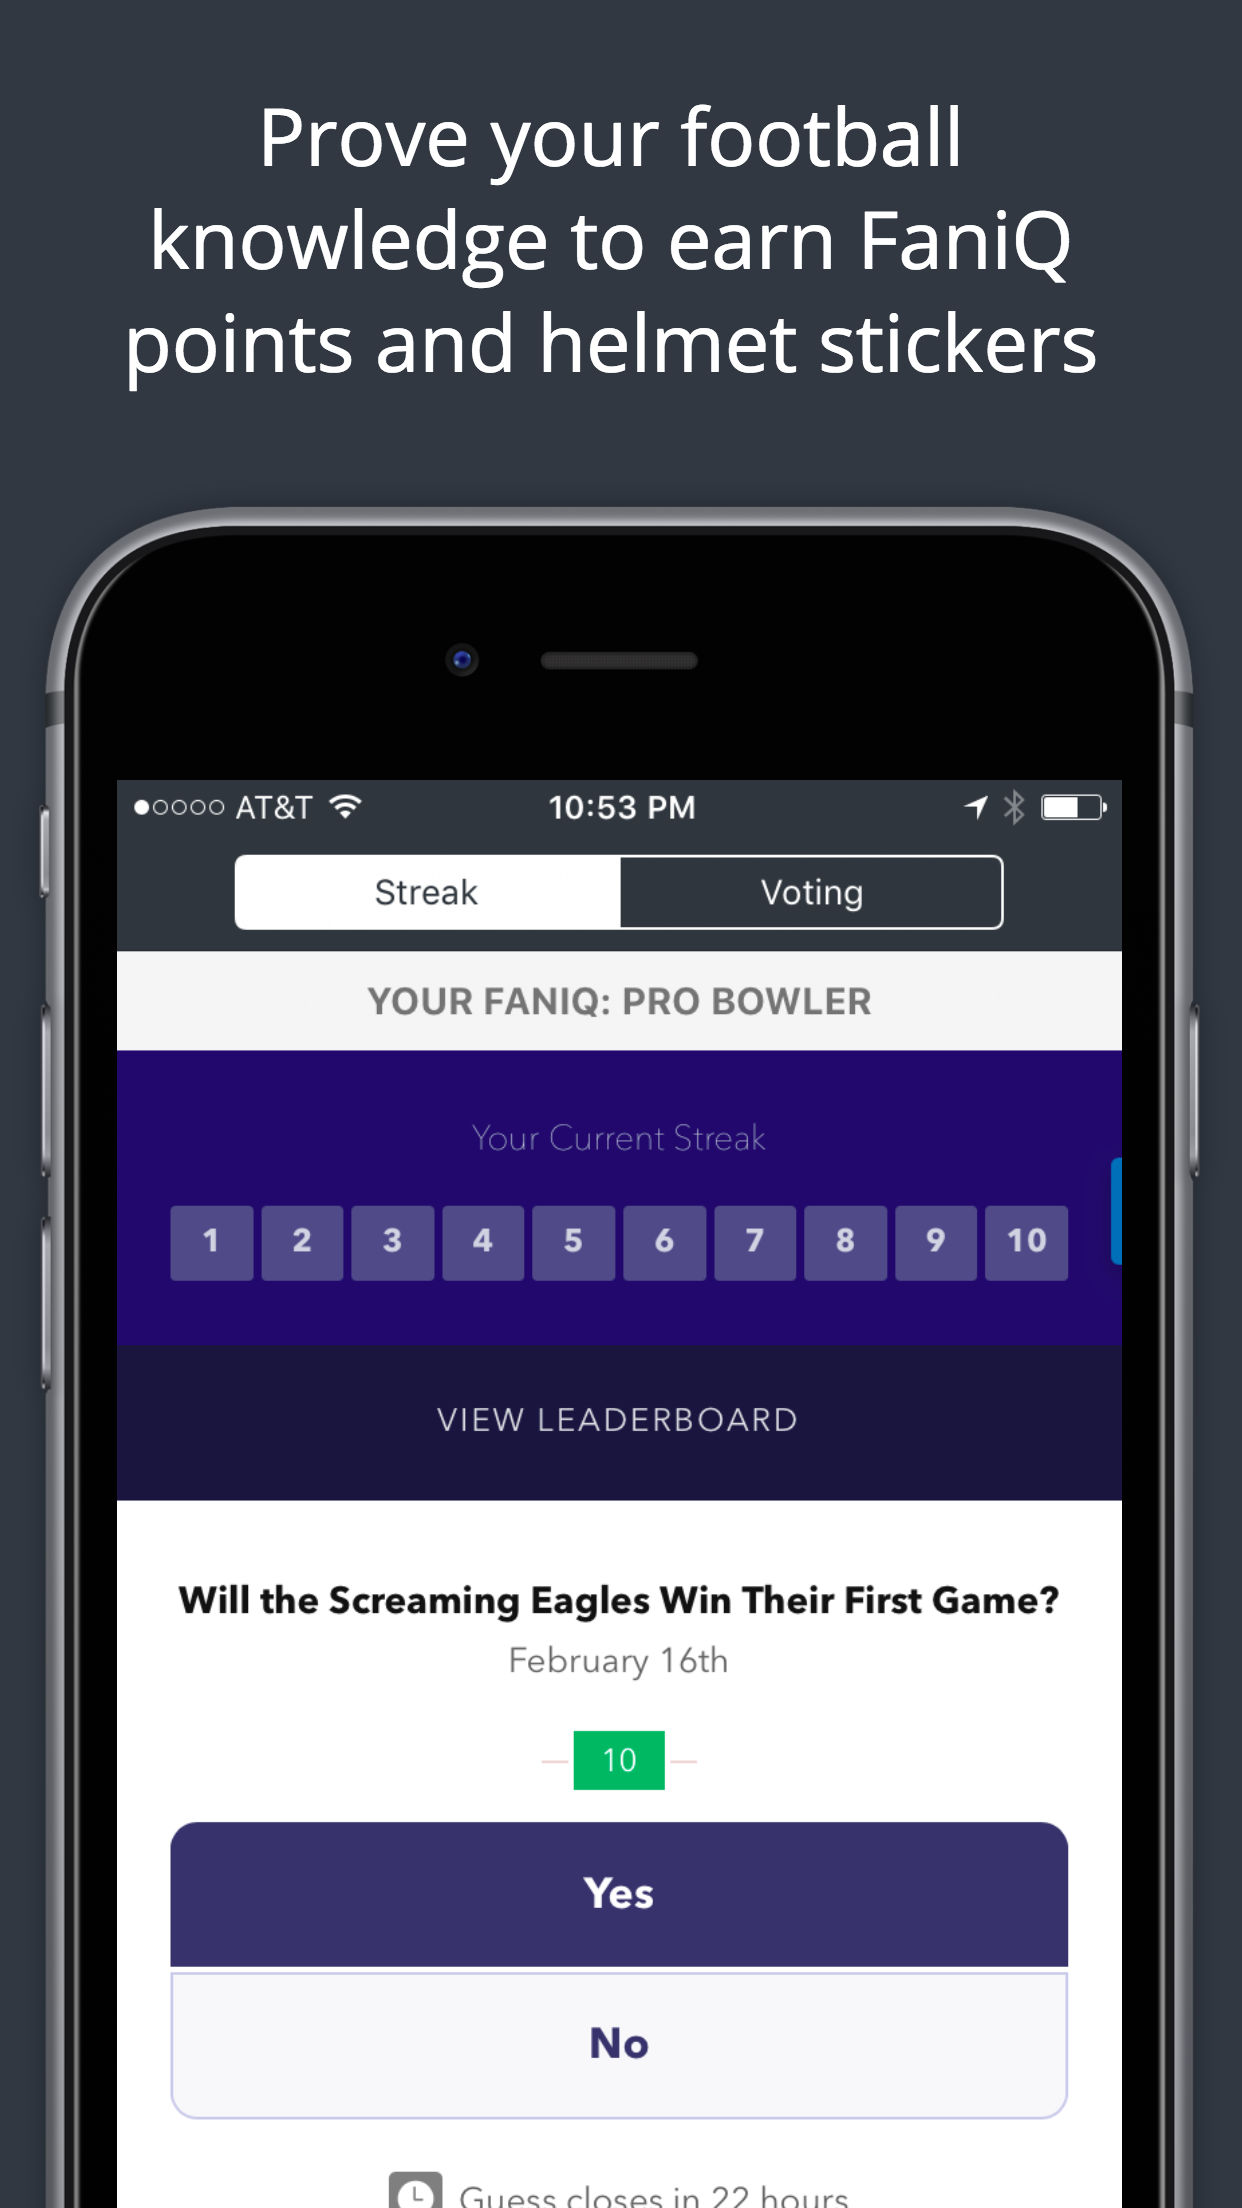 Prove your football
knowledge to earn FaniQ
points and helmet stickers
AT&T 10:53 PM
Streak Voting
YOUR FANIQ: PRO BOWLER
Your Current Streak
1 2 3 4 5 6 7 8 9 10
VIEW LEADERBOARD
Will the Screaming Eagles Win Their First Game?
February 16th
10
Yes
No
Guess closes in 22 hours